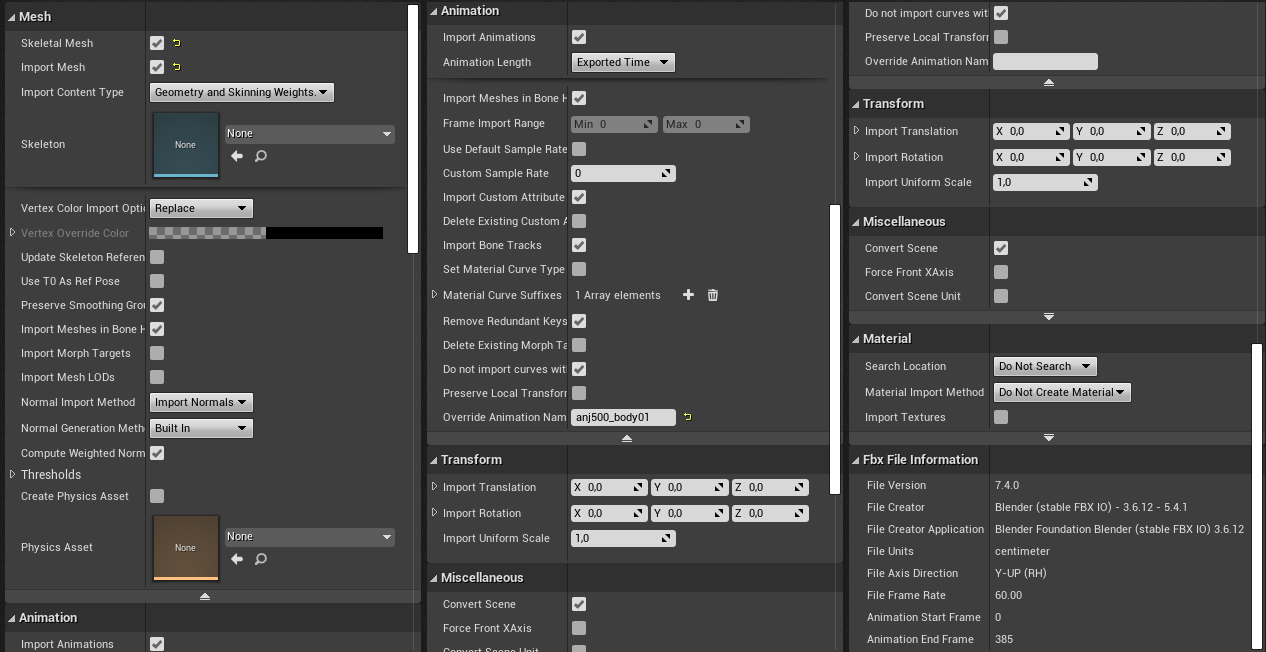 Mesh
Skeletal Mesh
Import Mesh
Import Content Type Geometry and Skinning Weights.
Skeleton None None
Vertex Color Import Opti Replace
Vertex Override Color
Update Skeleton Referen
Use T0 As Ref Pose
Preserve Smoothing Gro
Import Meshes in Bone H
Import Morph Targets
Import Mesh LODs
Normal Import Method Import Normals
Normal Generation Meth Built In
Compute Weighted Norm
Thresholds
Create Physics Asset
Physics Asset None None
Animation
Import Animations
Animation
Import Animations
Animation Length Exported Time
Import Meshes in Bone H
Frame Import Range Min 0 Max 0
Use Default Sample Rate
Custom Sample Rate 0
Import Custom Attribute
Delete Existing Custom A
Import Bone Tracks
Set Material Curve Type
Material Curve Suffixes 1 Array elements
Remove Redundant Keys
Delete Existing Morph Ta
Do not import curves wit
Preserve Local Transforn
Override Animation Nam anj500_body01
Transform
Import Translation X 0,0 Y 0,0 Z 0,0
Import Rotation X 0,0 Y 0,0 Z 0,0
Import Uniform Scale 1,0
Miscellaneous
Convert Scene
Force Front XAxis
Convert Scene Unit
Do not import curves wit
Preserve Local Transforn
Override Animation Nam
Transform
Import Translation X 0,0 Y 0,0 Z 0,0
Import Rotation X 0,0 Y 0,0 Z 0,0
Import Uniform Scale 1,0
Miscellaneous
Convert Scene
Force Front XAxis
Convert Scene Unit
Material
Search Location Do Not Search
Material Import Method Do Not Create Material
Import Textures
Fbx File Information
File Version 7.4.0
File Creator Blender (stable FBX IO) - 3.6.12 - 5.4.1
File Creator Application Blender Foundation Blender (stable FBX IO) 3.6.12
File Units centimeter
File Axis Direction Y-UP (RH)
File Frame Rate 60.00
Animation Start Frame 0
Animation End Frame 385